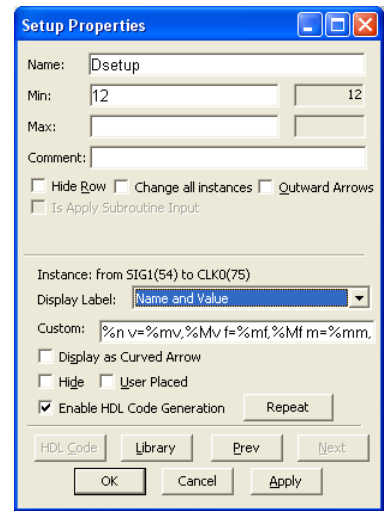 Setup Properties
Name: Dsetup
Min: 12 12
Max:
Comment:
Hide Row Change all instances Outward Arrows
Is Apply Subroutine Input
Instance: from SIG1(54) to CLK0(75)
Display Label: Name and Value
Custom: %n v=%mv,%Mv f=%mf,%Mf m=%mm,
Display as Curved Arrow
Hide User Placed
Enable HDL Code Generation Repeat
HDL Code Library Prev Next
OK Cancel Apply